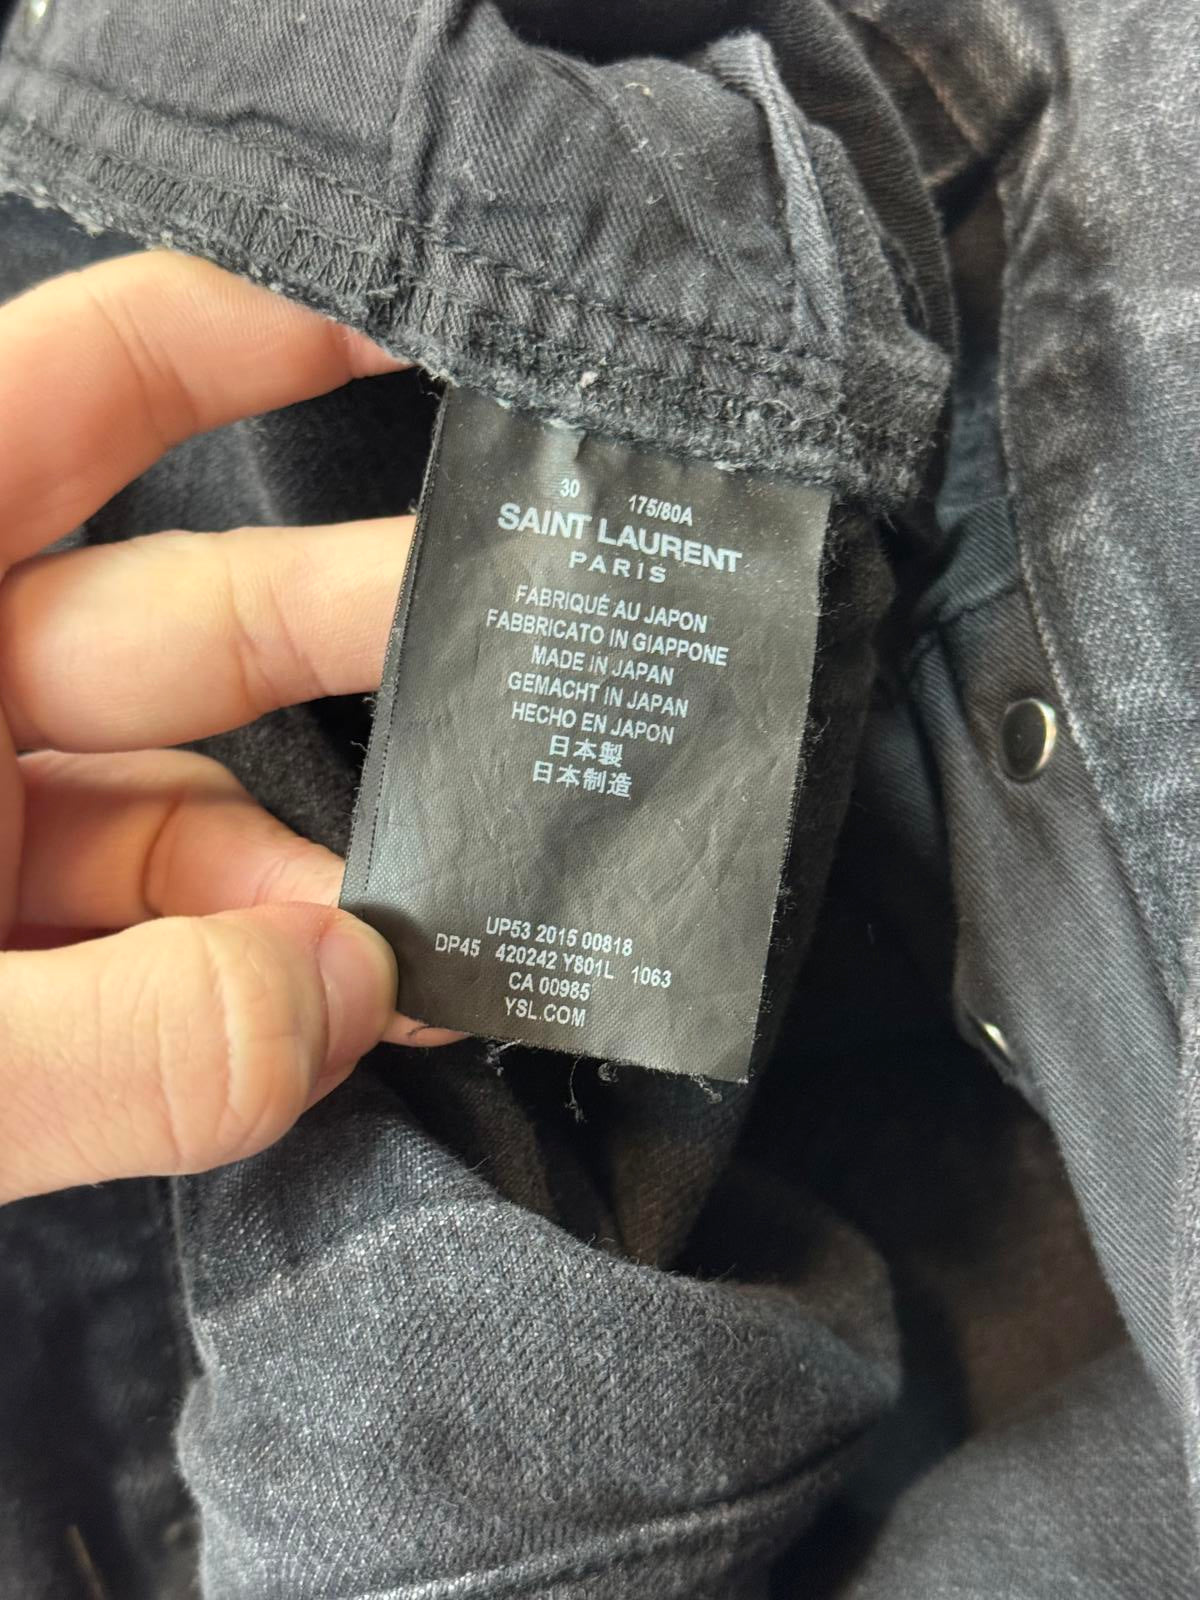 30 175/80A
SAINT LAURENT
PARIS
FABRIQUÉ AU JAPON
FABBRICATO IN GIAPPONE
MADE IN JAPAN
GEMACHT IN JAPAN
HECHO EN JAPON
日本製
日本制造
UP53 2015 00818
DP45 420242 Y801L 1063
CA 00985
YSL.COM